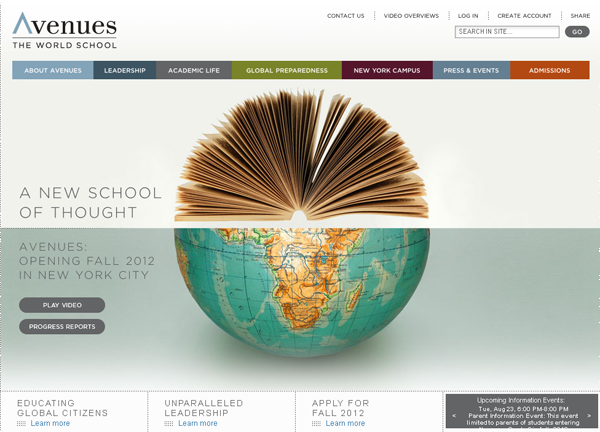 Avenues
THE WORLD SCHOOL
CONTACT US
VIDEO OVERVIEWS
LOG IN
CREATE ACCOUNT
SHARE
SEARCH IN SITE...
GO
ABOUT AVENUES
LEADERSHIP
ACADEMIC LIFE
GLOBAL PREPAREDNESS
NEW YORK CAMPUS
PRESS & EVENTS
ADMISSIONS
A NEW SCHOOL
OF THOUGHT
AVENUES:
OPENING FALL 2012
IN NEW YORK CITY
PLAY VIDEO
PROGRESS REPORTS
EDUCATING
GLOBAL CITIZENS
Learn more
UNPARALLELED
LEADERSHIP
Learn more
APPLY FOR
FALL 2012
Learn more
Upcoming Information Events:
Tue, Aug 23, 6:00 PM-8:00 PM
Parent Information Event: This event
limited to parents of students entering